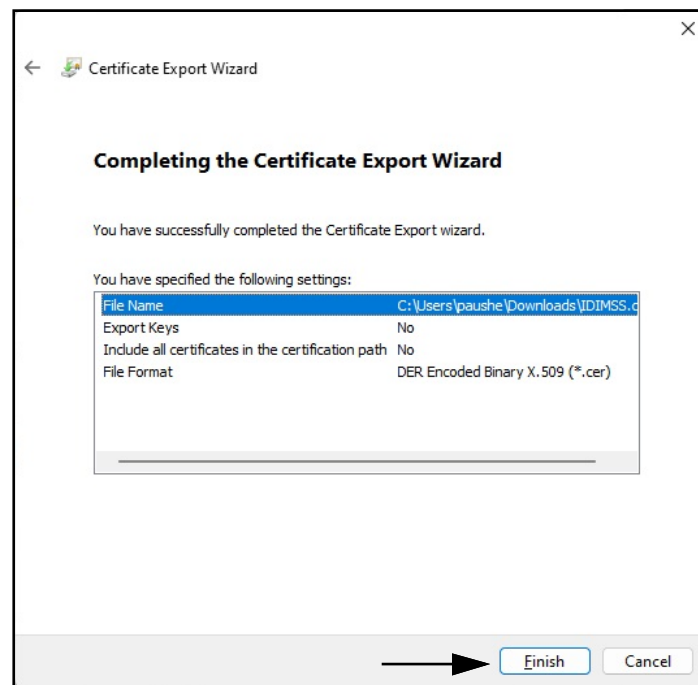 Certificate Export Wizard
Completing the Certificate Export Wizard
You have successfully completed the Certificate Export wizard.
You have specified the following settings:
File Name C:\Users\paushe\Downloads\IDIMSS.c
Export Keys No
Include all certificates in the certification path No
File Format DER Encoded Binary X.509 (*.cer)
Finish Cancel